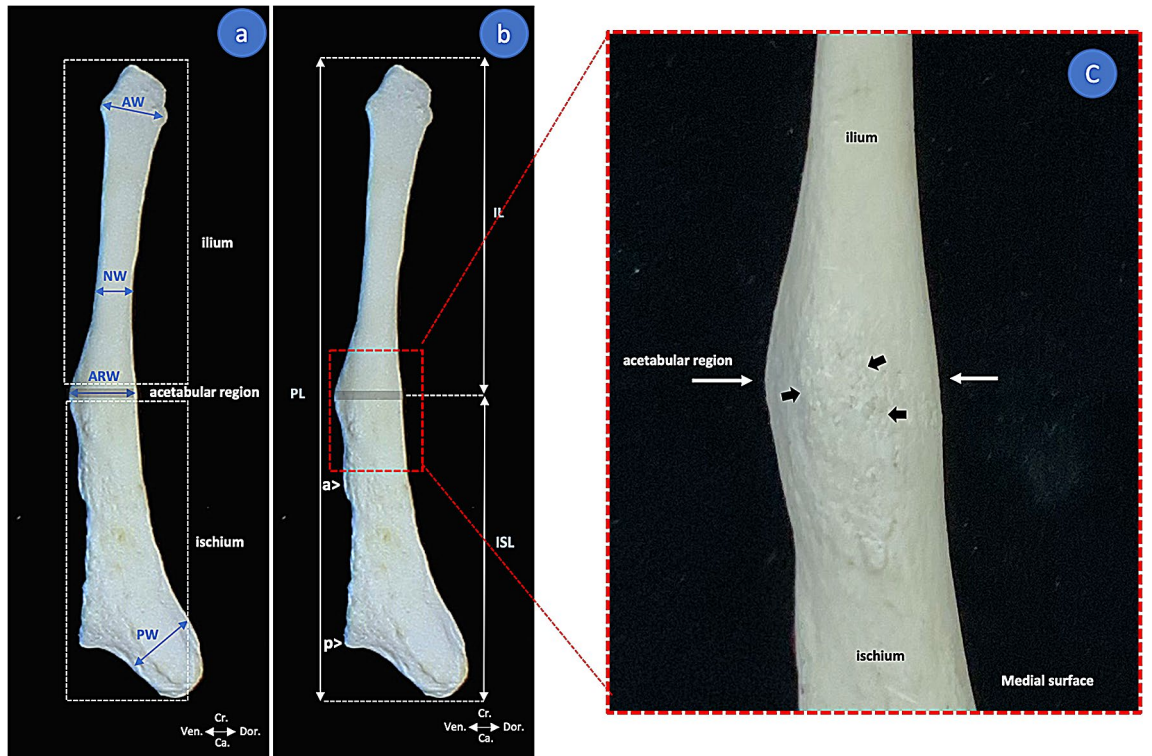 a
AW
ilium
NW
ARW
acetabular region
ischium
PW
Cr.
Ven.
Dor.
Ca.
b
IL
PL
a>
ISL
p>
Cr.
Ven.
Dor.
Ca.
C
ilium
acetabular region
ischium
Medial surface